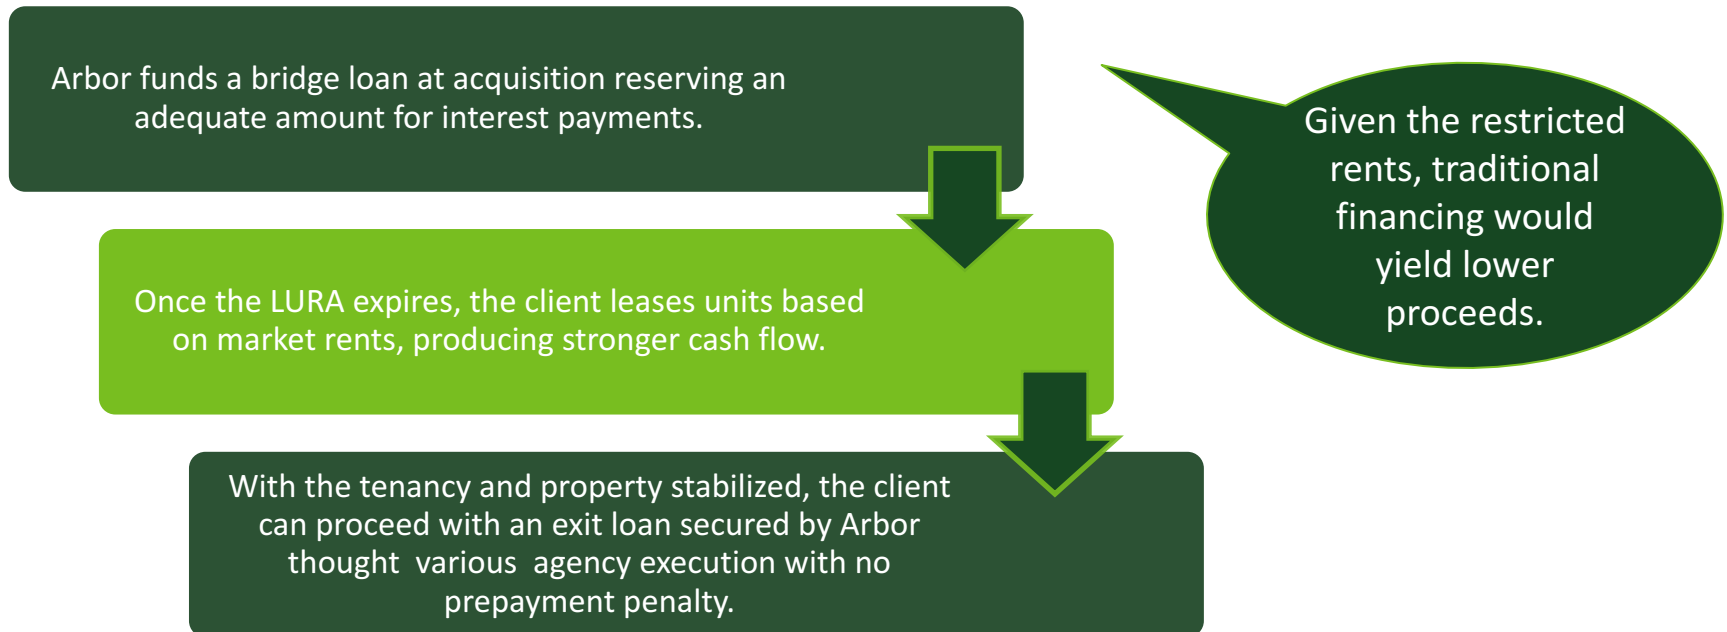 Arbor funds a bridge loan at acquisition reserving an
adequate amount for interest payments.
Given the restricted
rents, traditional
financing would
yield lower
proceeds.
Once the LURA expires, the client leases units based
on market rents, producing stronger cash flow.
With the tenancy and property stabilized, the client
can proceed with an exit loan secured by Arbor
thought  various  agency execution with no
prepayment penalty.